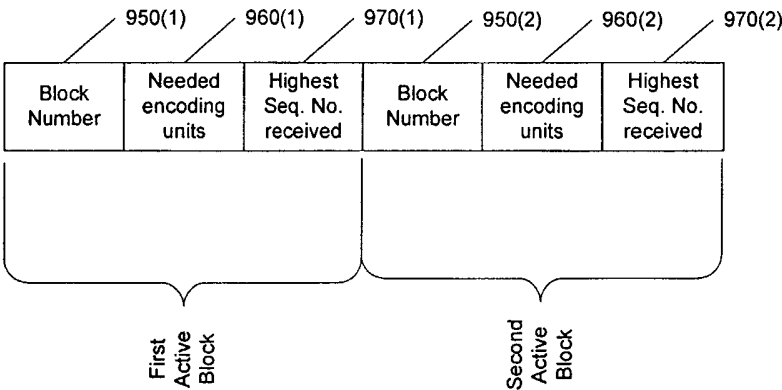 950(1) 960(1) 970(1) 950(2) 960(2) 970(2)
Block
Number
Needed
encoding
units
Highest
Seq. No.
received
Block
Number
Needed
encoding
units
Highest
Seq. No.
received
First
Active
Block
Second
Active
Block